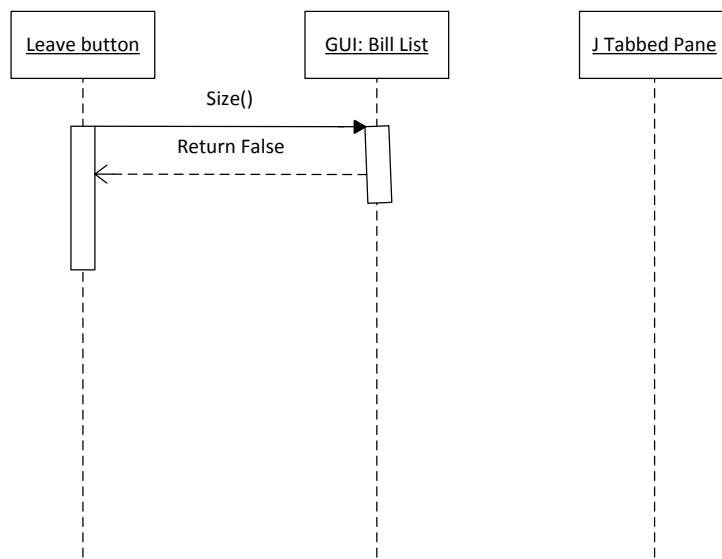 Leave button
GUI: Bill List
J Tabbed Pane
Size()
Return False